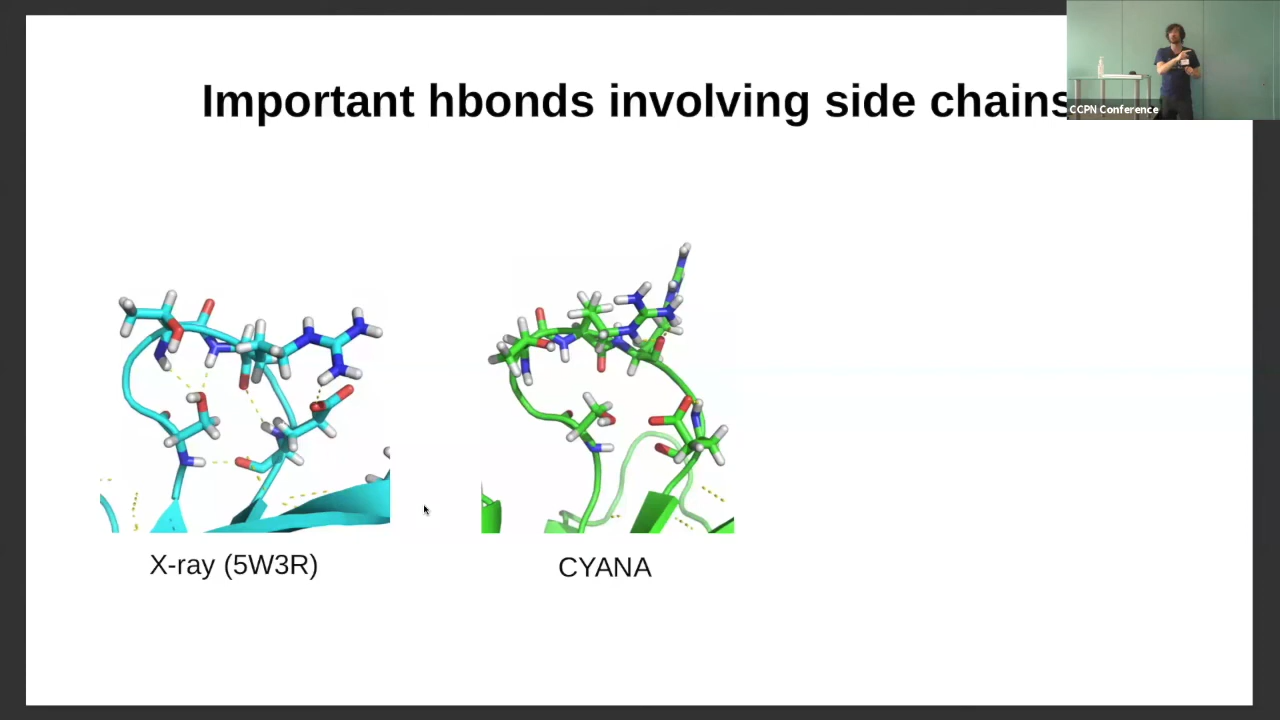 Important hbonds involving side chains
CCPN Conference
X-ray (5W3R)
CYANA